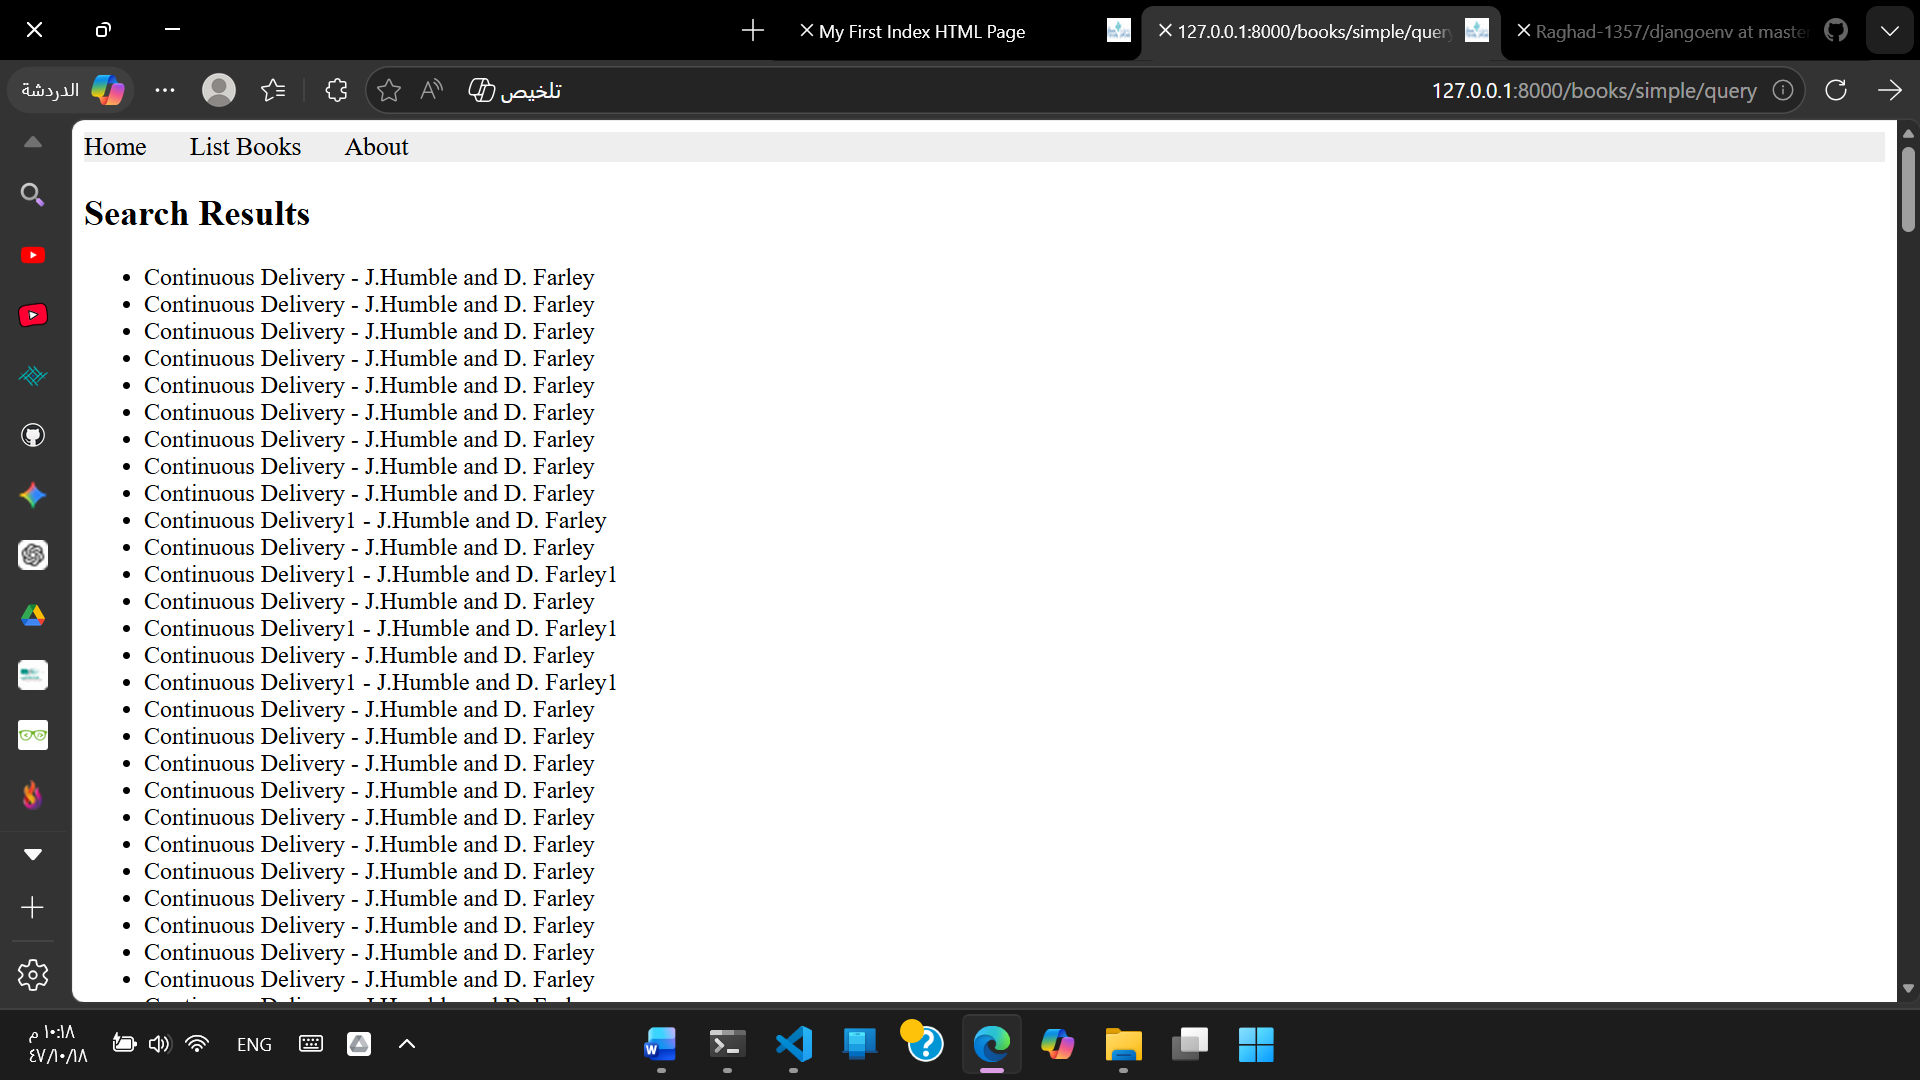 My First Index HTML Page
127.0.0.1:8000/books/simple/quer
Raghad-1357/djangoenv at maste
الدردشة
تلخيص
127.0.0.1:8000/books/simple/query
Home List Books About
Search Results
Continuous Delivery - J.Humble and D. Farley
Continuous Delivery - J.Humble and D. Farley
Continuous Delivery - J.Humble and D. Farley
Continuous Delivery - J.Humble and D. Farley
Continuous Delivery - J.Humble and D. Farley
Continuous Delivery - J.Humble and D. Farley
Continuous Delivery - J.Humble and D. Farley
Continuous Delivery - J.Humble and D. Farley
Continuous Delivery - J.Humble and D. Farley
Continuous Delivery1 - J.Humble and D. Farley
Continuous Delivery - J.Humble and D. Farley
Continuous Delivery1 - J.Humble and D. Farley1
Continuous Delivery - J.Humble and D. Farley
Continuous Delivery1 - J.Humble and D. Farley1
Continuous Delivery - J.Humble and D. Farley
Continuous Delivery1 - J.Humble and D. Farley1
Continuous Delivery - J.Humble and D. Farley
Continuous Delivery - J.Humble and D. Farley
Continuous Delivery - J.Humble and D. Farley
Continuous Delivery - J.Humble and D. Farley
Continuous Delivery - J.Humble and D. Farley
Continuous Delivery - J.Humble and D. Farley
Continuous Delivery - J.Humble and D. Farley
Continuous Delivery - J.Humble and D. Farley
Continuous Delivery - J.Humble and D. Farley
Continuous Delivery - J.Humble and D. Farley
Continuous Delivery - J.Humble and D. Farley
١٠:١٨ م
ENG
٤٧/١٠/١٨